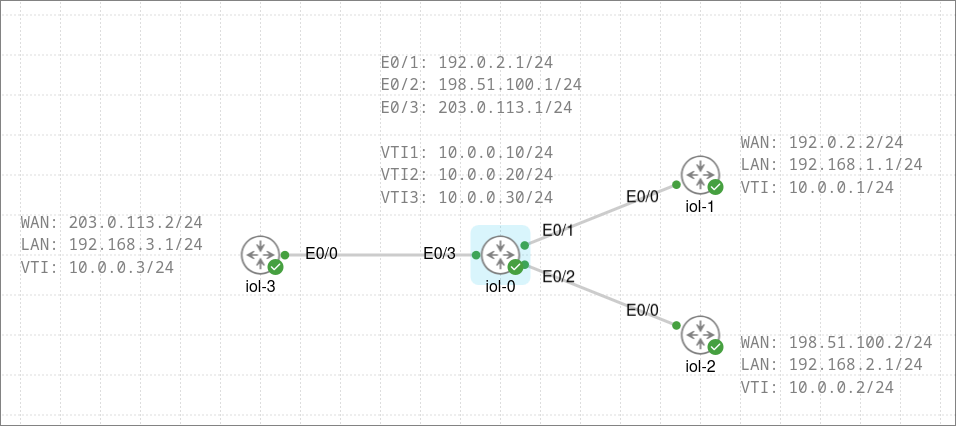 E0/1: 192.0.2.1/24
E0/2: 198.51.100.1/24
E0/3: 203.0.113.1/24
VTI1: 10.0.0.10/24
VTI2: 10.0.0.20/24
VTI3: 10.0.0.30/24
WAN: 192.0.2.2/24
LAN: 192.168.1.1/24
VTI: 10.0.0.1/24
E0/0
iol-1
WAN: 203.0.113.2/24
LAN: 192.168.3.1/24
VTI: 10.0.0.3/24
E0/1
E0/0
E0/3
E0/2
iol-3
iol-0
E0/0
WAN: 198.51.100.2/24
LAN: 192.168.2.1/24
VTI: 10.0.0.2/24
iol-2